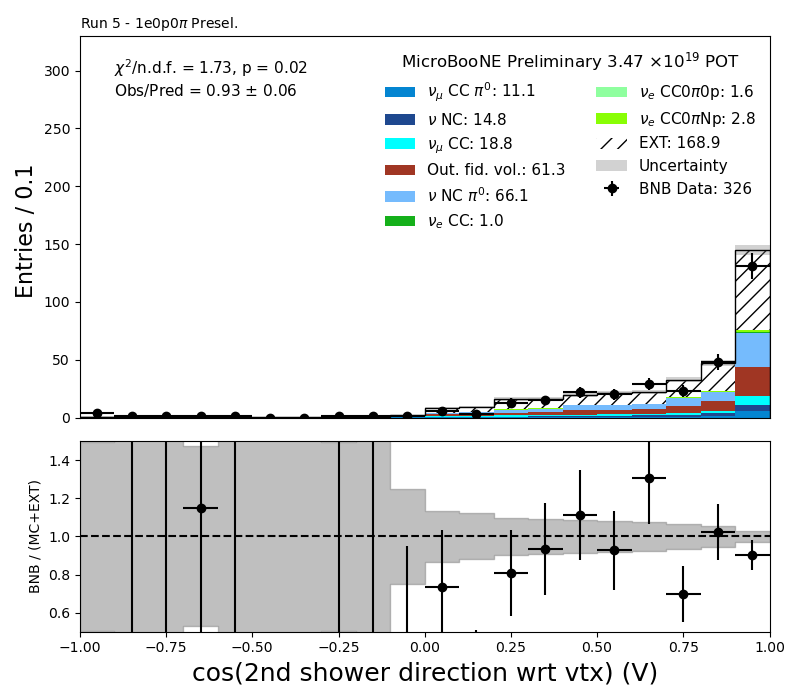 Run 5 - 1e0p0π Presel.
χ²/n.d.f. = 1.73, p = 0.02
Obs/Pred = 0.93 ± 0.06
MicroBooNE Preliminary 3.47 ×10¹⁹ POT
ν_μ CC π⁰: 11.1
ν NC: 14.8
ν_μ CC: 18.8
Out. fid. vol.: 61.3
ν NC π⁰: 66.1
ν_e CC: 1.0
ν_e CC0π0p: 1.6
ν_e CC0πNp: 2.8
EXT: 168.9
Uncertainty
BNB Data: 326
Entries / 0.1
300
250
200
150
100
50
0
BNB / (MC+EXT)
1.4
1.2
1.0
0.8
0.6
−1.00 −0.75 −0.50 −0.25 0.00 0.25 0.50 0.75 1.00
cos(2nd shower direction wrt vtx) (V)